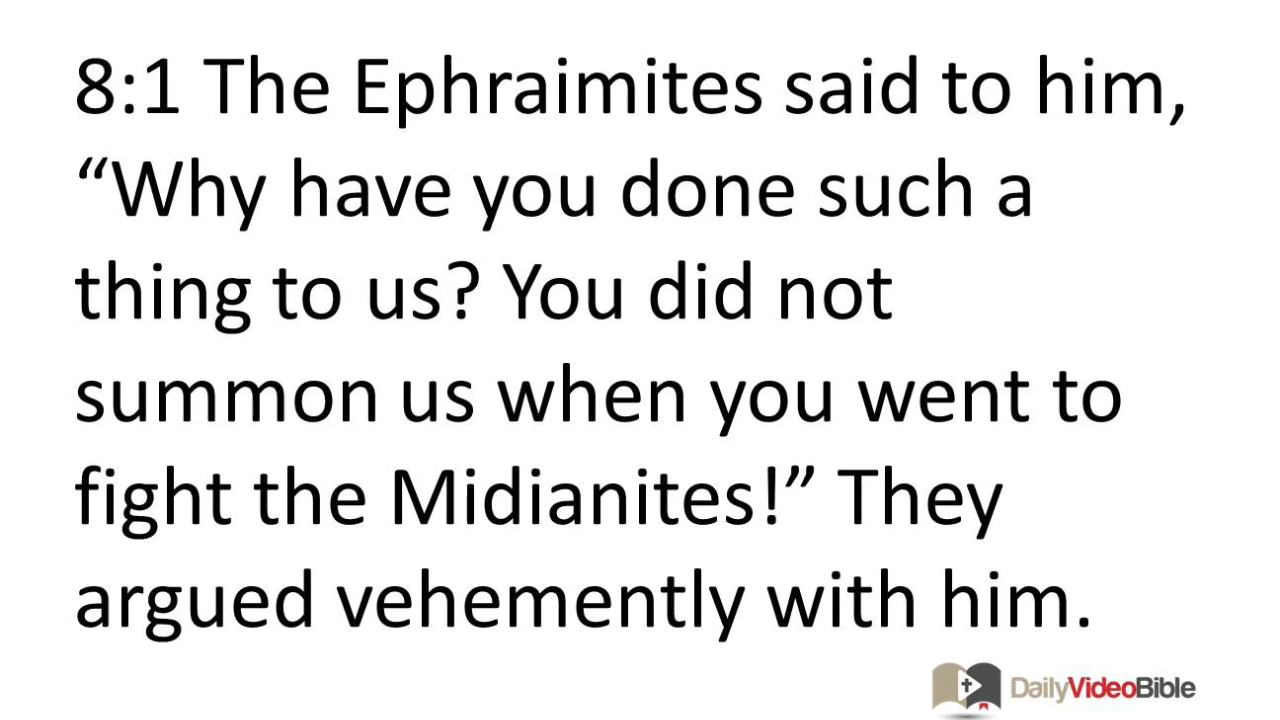 8:1 The Ephraimites said to him,
“Why have you done such a
thing to us? You did not
summon us when you went to
fight the Midianites!” They
argued vehemently with him.
DailyVideoBible